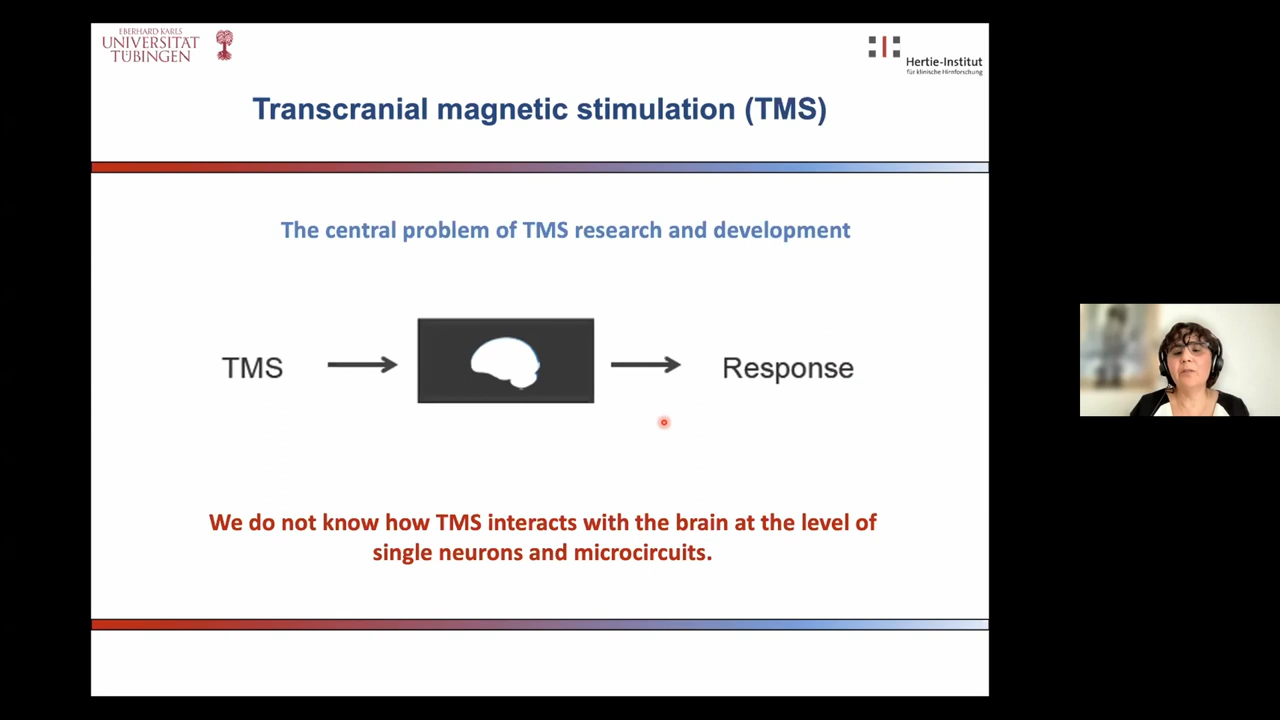 EBERHARD KARLS
UNIVERSITÄT
TÜBINGEN
Hertie-Institut
für klinische Hirnforschung
Transcranial magnetic stimulation (TMS)
The central problem of TMS research and development
TMS
Response
We do not know how TMS interacts with the brain at the level of
single neurons and microcircuits.